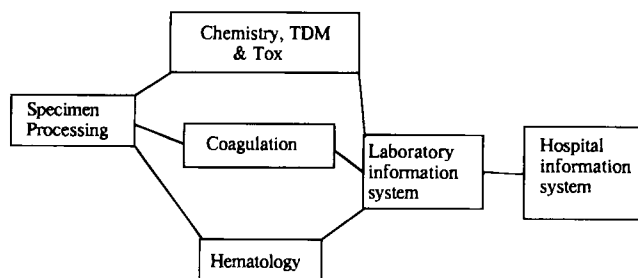 Chemistry, TDM
& Tox
Specimen
Processing
Coagulation
Laboratory
information
system
Hospital
information
system
Hematology